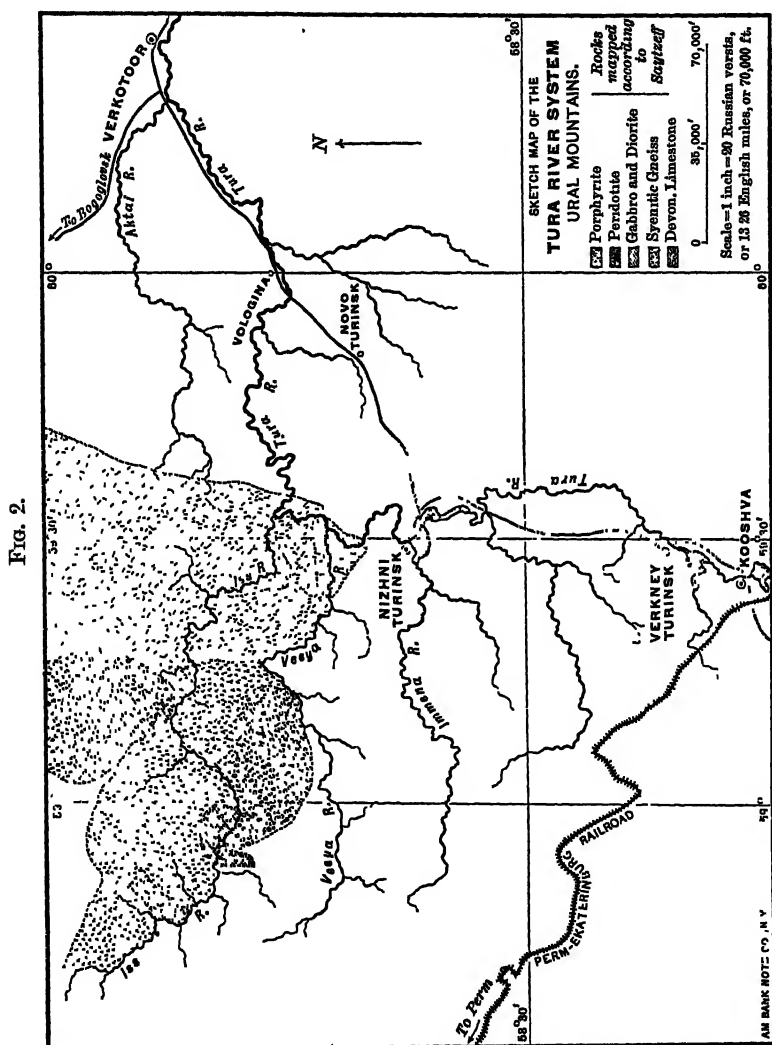 FIG. 2.
SKETCH MAP OF THE
TURA RIVER SYSTEM
URAL MOUNTAINS.
Porphyrite
Peridotite
Gabbro and Diorite
Syenitic Gneiss
Devon. Limestone
Rocks
mapped
according
to
Saytzeff
0 35,000' 70,000'
Scale=1 inch=20 Russian versts,
or 13 26 English miles, or 70,000 ft.
N
To Bogoglonsk
VERKOTOOR
Aktai R.
Tura R.
VOLOGINA
NOVO
TURINSK
Tura R.
60°
58°30'
Iss R.
Veeya R.
NIZHNI
TURINSK
Immena R.
Tura R.
VERKNEY
TURINSK
KOOSHYA
59°30'
Veeya R.
Iss R.
59°
PERM-EKATERINBURG RAILROAD
To Perm
58°30'
60°
AM BANK NOTE CO. N Y